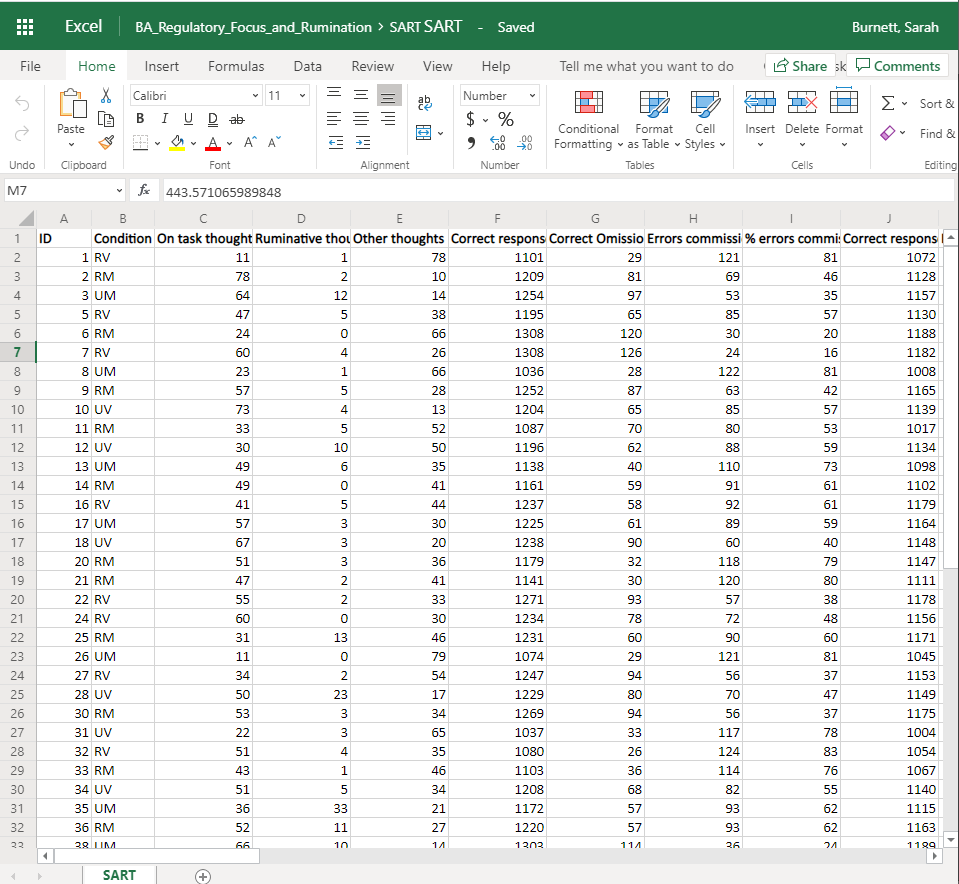 Excel BA_Regulatory_Focus_and_Rumination > SART SART - Saved Burnett, Sarah
File Home Insert Formulas Data Review View Help Tell me what you want to do sk Share Comments
Calibri 11 ab Number Σ Sort &
Paste B I U D ab $ % Conditional Formatting Format as Table Cell Styles Insert Delete Format Find &
A A .00 .00
Undo Clipboard Font Alignment Number Tables Cells Editing
M7 fx 443.571065989848
A B C D E F G H I J
1 ID Condition On task thought Ruminative thou Other thoughts Correct respons Correct Omissio Errors commissi % errors commi Correct respons
2 1 RV 11 1 78 1101 29 121 81 1072
3 2 RM 78 2 10 1209 81 69 46 1128
4 3 UM 64 12 14 1254 97 53 35 1157
5 5 RV 47 5 38 1195 65 85 57 1130
6 6 RM 24 0 66 1308 120 30 20 1188
7 7 RV 60 4 26 1308 126 24 16 1182
8 8 UM 23 1 66 1036 28 122 81 1008
9 9 RM 57 5 28 1252 87 63 42 1165
10 10 UV 73 4 13 1204 65 85 57 1139
11 11 RM 33 5 52 1087 70 80 53 1017
12 12 UV 30 10 50 1196 62 88 59 1134
13 13 UM 49 6 35 1138 40 110 73 1098
14 14 RM 49 0 41 1161 59 91 61 1102
15 16 RV 41 5 44 1237 58 92 61 1179
16 17 UM 57 3 30 1225 61 89 59 1164
17 18 UV 67 3 20 1238 90 60 40 1148
18 20 RM 51 3 36 1179 32 118 79 1147
19 21 RM 47 2 41 1141 30 120 80 1111
20 22 RV 55 2 33 1271 93 57 38 1178
21 24 RV 60 0 30 1234 78 72 48 1156
22 25 RM 31 13 46 1231 60 90 60 1171
23 26 UM 11 0 79 1074 29 121 81 1045
24 27 RV 34 2 54 1247 94 56 37 1153
25 28 UV 50 23 17 1229 80 70 47 1149
26 30 RM 53 3 34 1269 94 56 37 1175
27 31 UV 22 3 65 1037 33 117 78 1004
28 32 RV 51 4 35 1080 26 124 83 1054
29 33 RM 43 1 46 1103 36 114 76 1067
30 34 UV 51 5 34 1208 68 82 55 1140
31 35 UM 36 33 21 1172 57 93 62 1115
32 36 RM 52 11 27 1220 57 93 62 1163
33 38 UM 66 10 14 1303 114 36 24 1189
SART